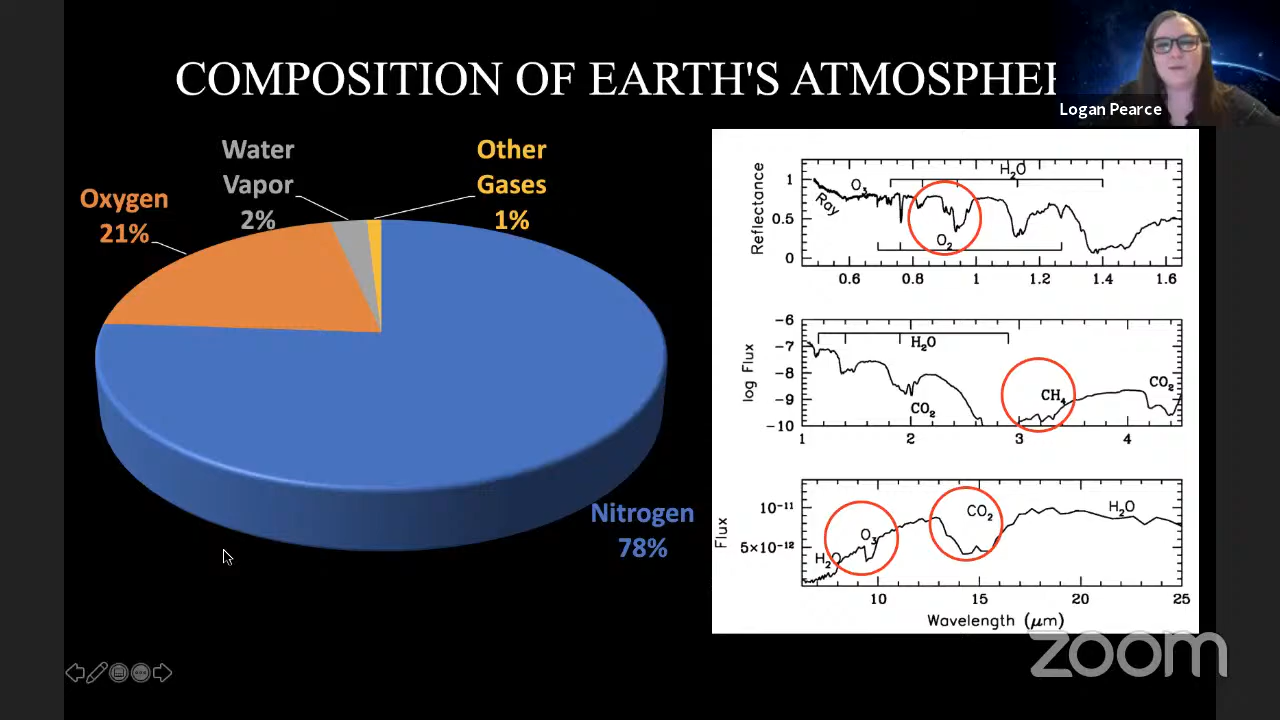 COMPOSITION OF EARTH'S ATMOSPHER
Logan Pearce
Water
Vapor
2%
Other
Gases
1%
Oxygen
21%
Nitrogen
78%
Reflectance
1
0.5
0
O3
Ray
H2O
O2
0.6
0.8
1
1.2
1.4
1.6
log Flux
-6
-7
-8
-9
-10
H2O
CO2
CH4
CO2
1
2
3
4
Flux
10-11
5×10-12
H2O
O3
CO2
H2O
10
15
20
25
Wavelength (μm)
zoom